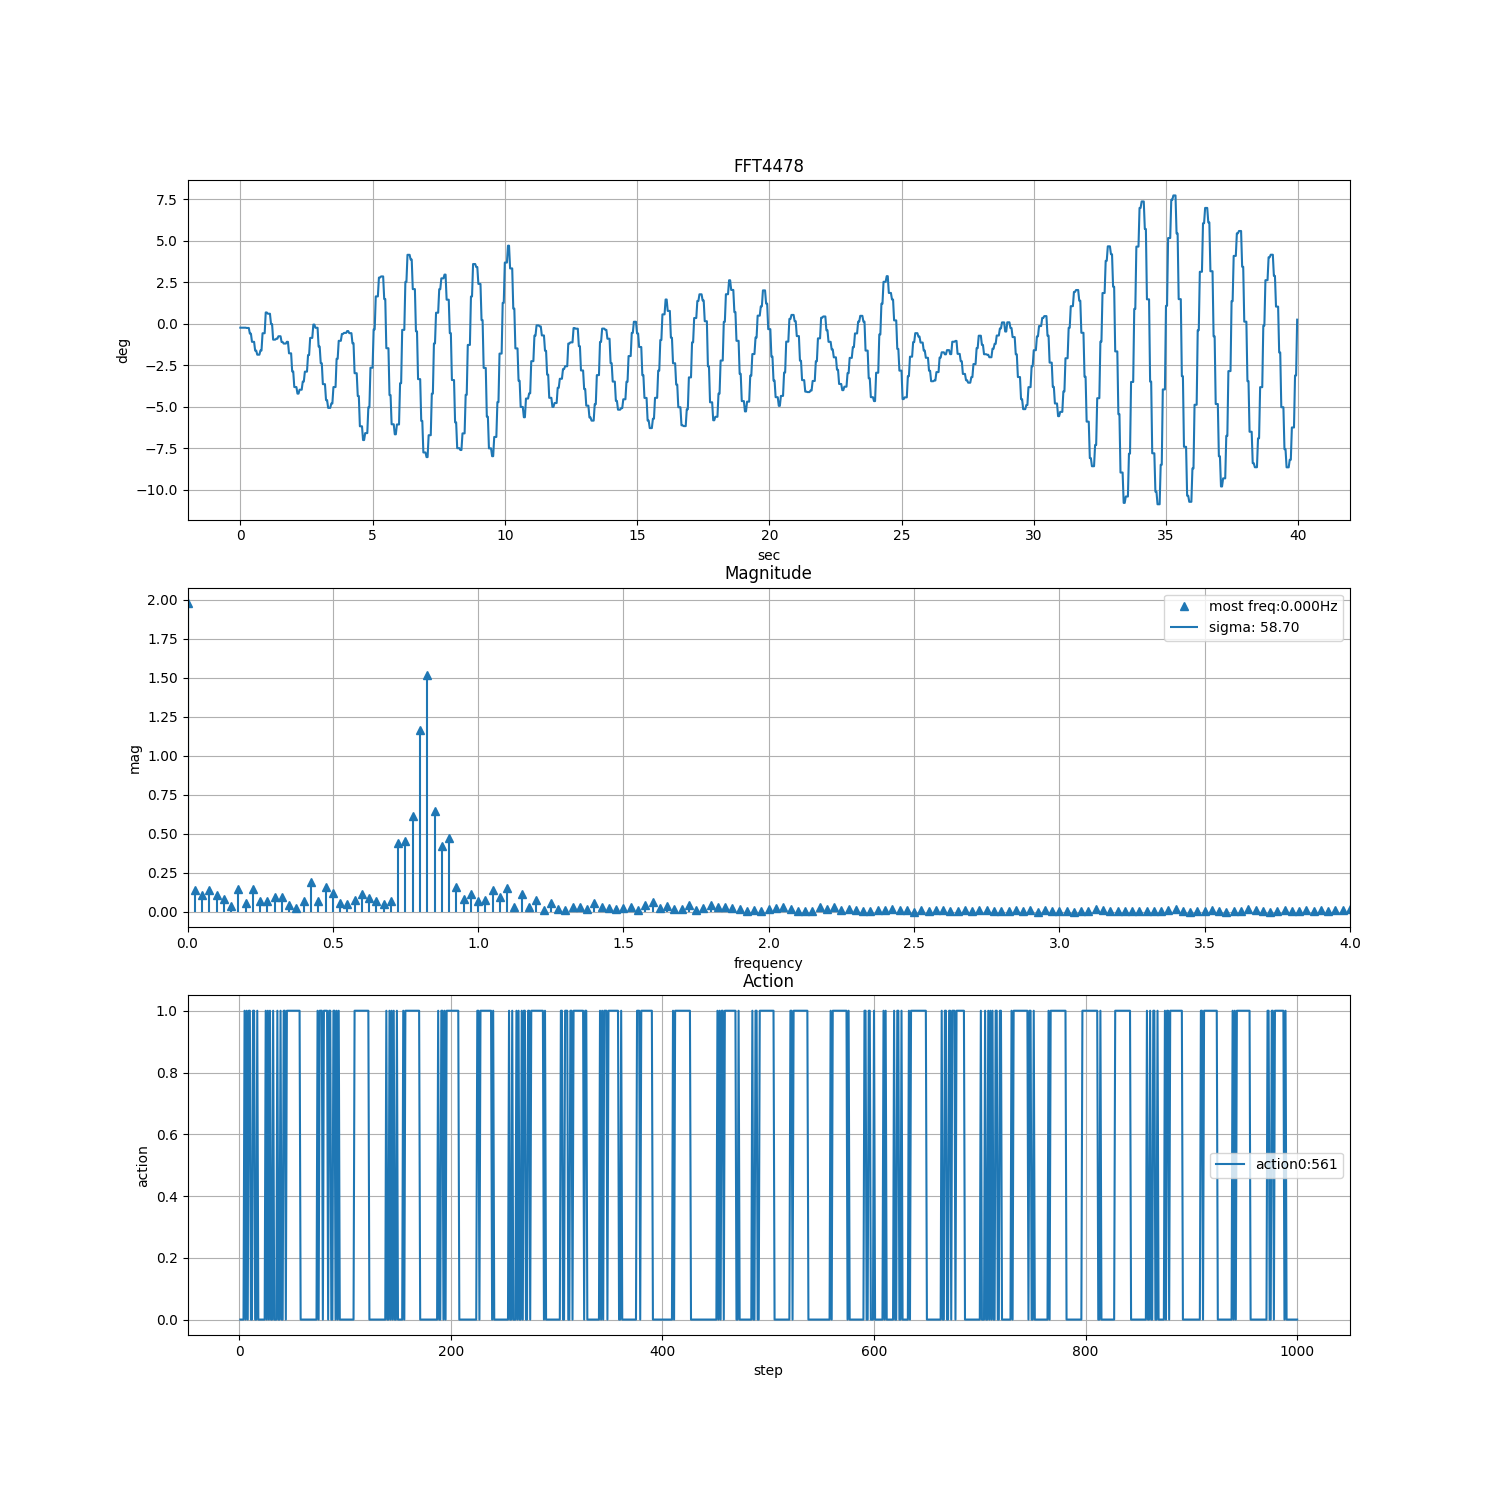 FFT4478
7.5
5.0
2.5
0.0
−2.5
−5.0
−7.5
−10.0
deg
0 5 10 15 20 25 30 35 40
sec
Magnitude
2.00
1.75
1.50
1.25
1.00
0.75
0.50
0.25
0.00
mag
most freq:0.000Hz
sigma: 58.70
0.0 0.5 1.0 1.5 2.0 2.5 3.0 3.5 4.0
frequency
Action
1.0
0.8
0.6
0.4
0.2
0.0
action
action0:561
0 200 400 600 800 1000
step